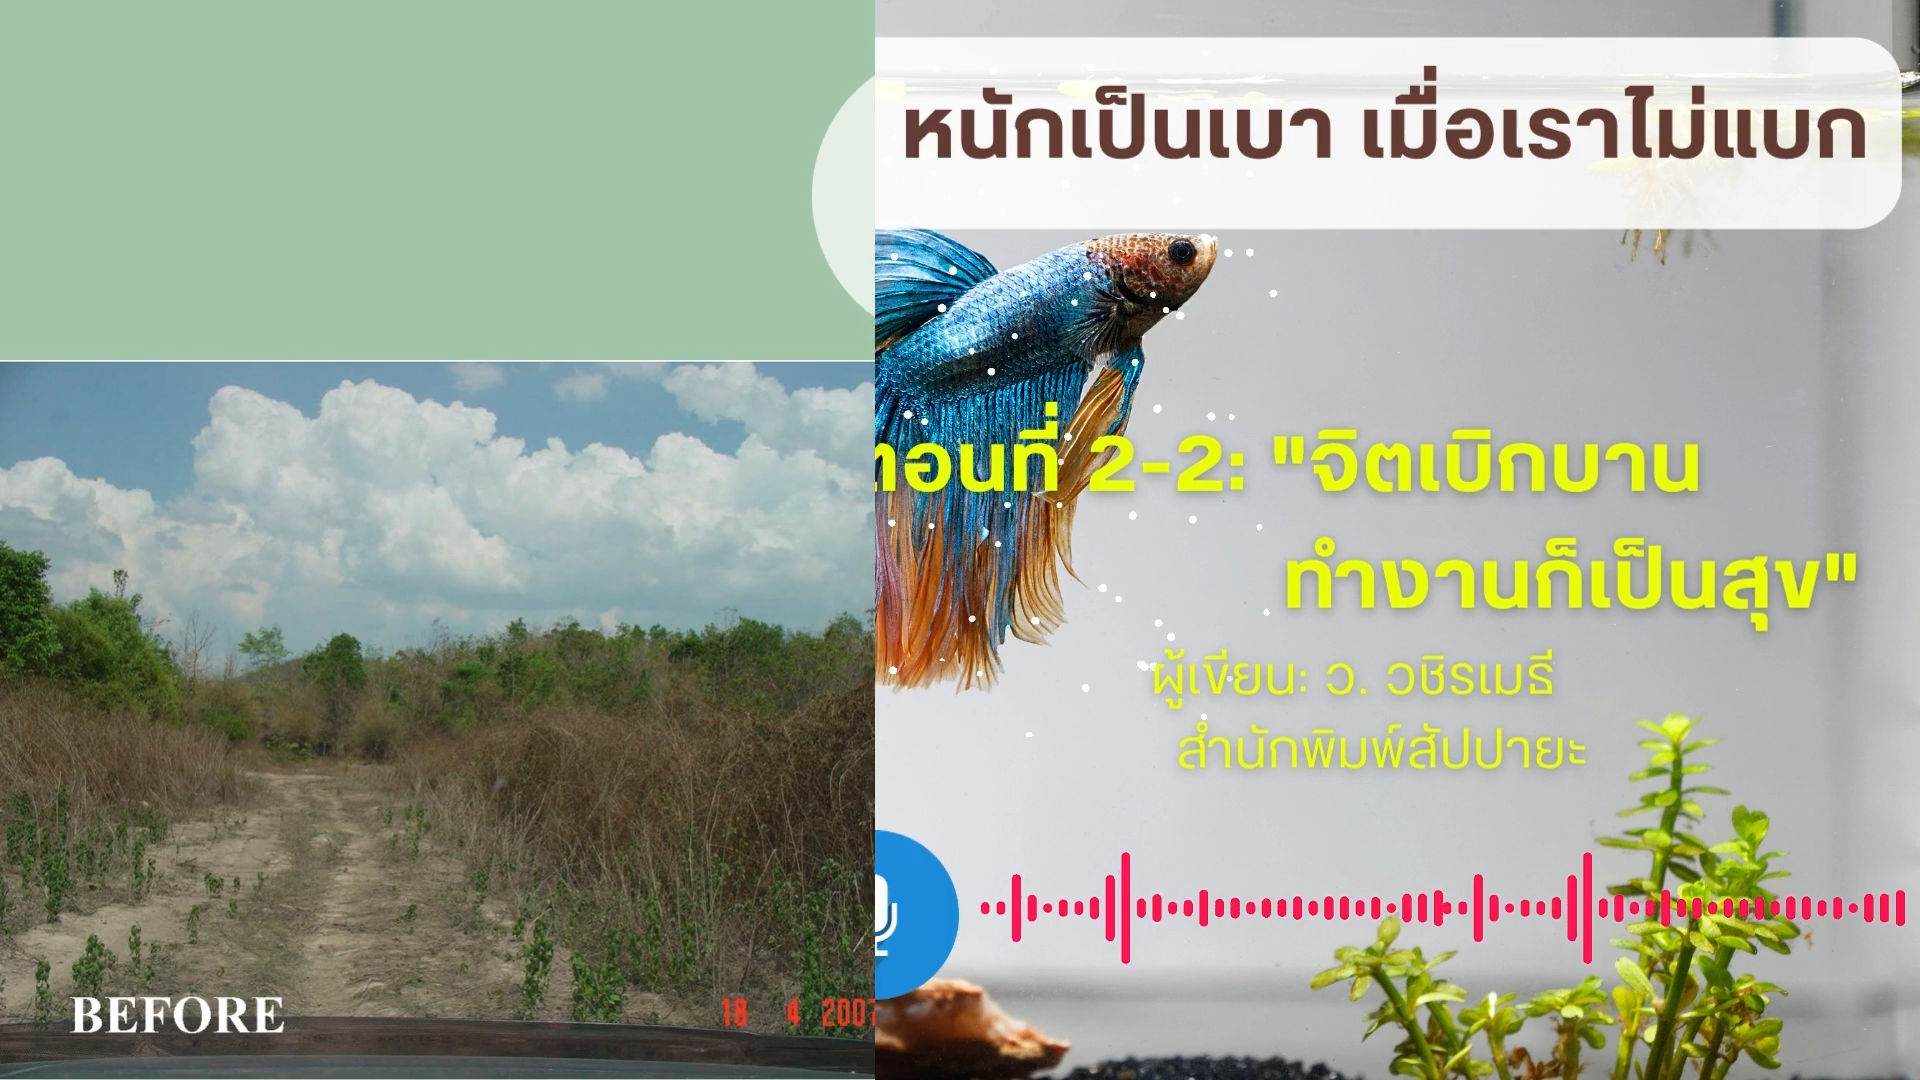 หนักเป็นเบา เมื่อเราไม่แบก
ตอนที่ 2-2: "จิตเบิกบาน
ทำงานก็เป็นสุข"
ผู้เขียน: ว. วชิรเมธี
สำนักพิมพ์สัปปายะ
BEFORE
18 4 2007